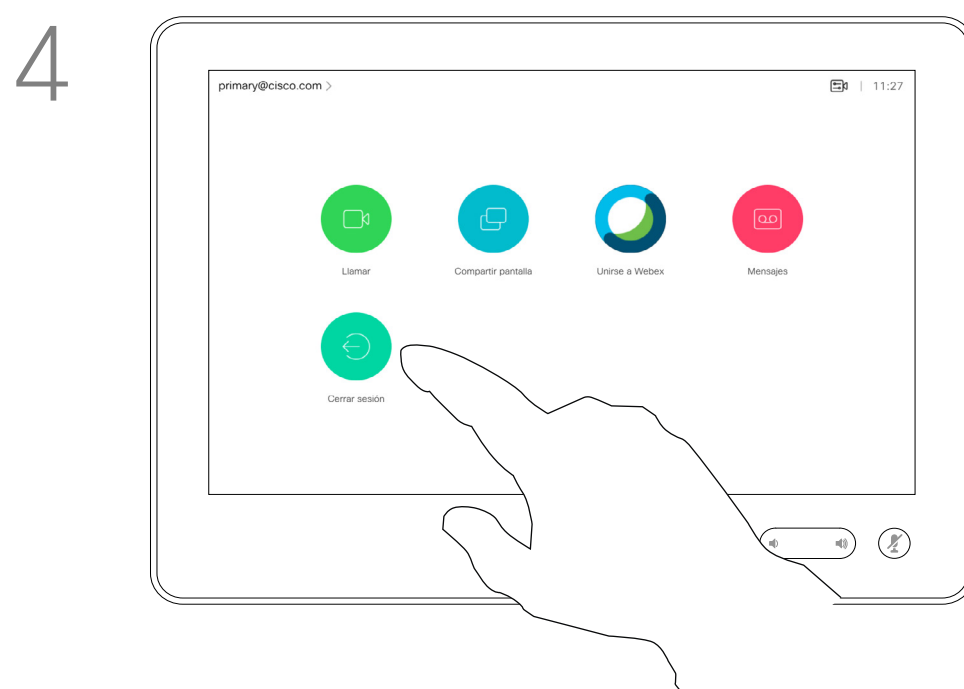 4
primary@cisco.com >
11:27
Llamar
Compartir pantalla
Unirse a Webex
Mensajes
Cerrar sesión